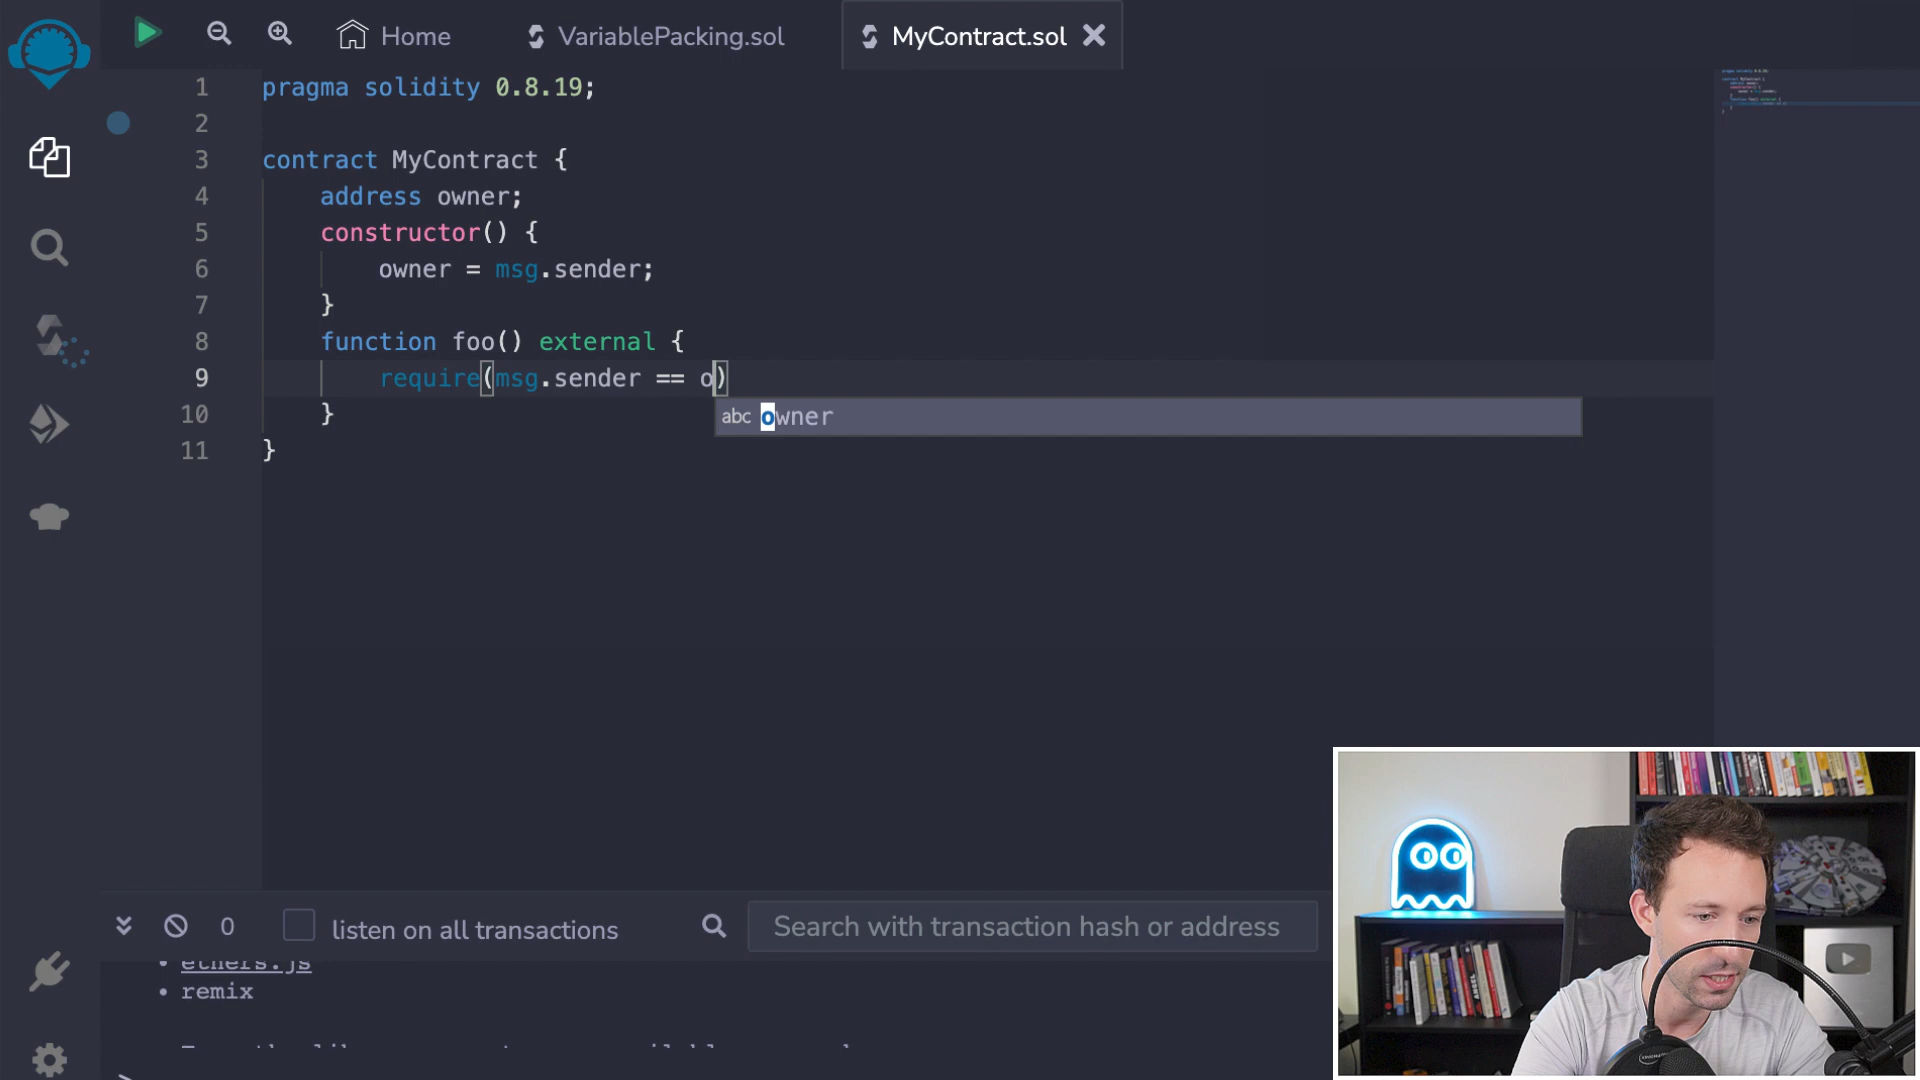 Home
VariablePacking.sol
MyContract.sol
1 pragma solidity 0.8.19;
2
3 contract MyContract {
4 address owner;
5 constructor() {
6 owner = msg.sender;
7 }
8 function foo() external {
9 require(msg.sender == o)
abc owner
10 }
11 }
0
listen on all transactions
Search with transaction hash or address
• ethers.js
• remix
>